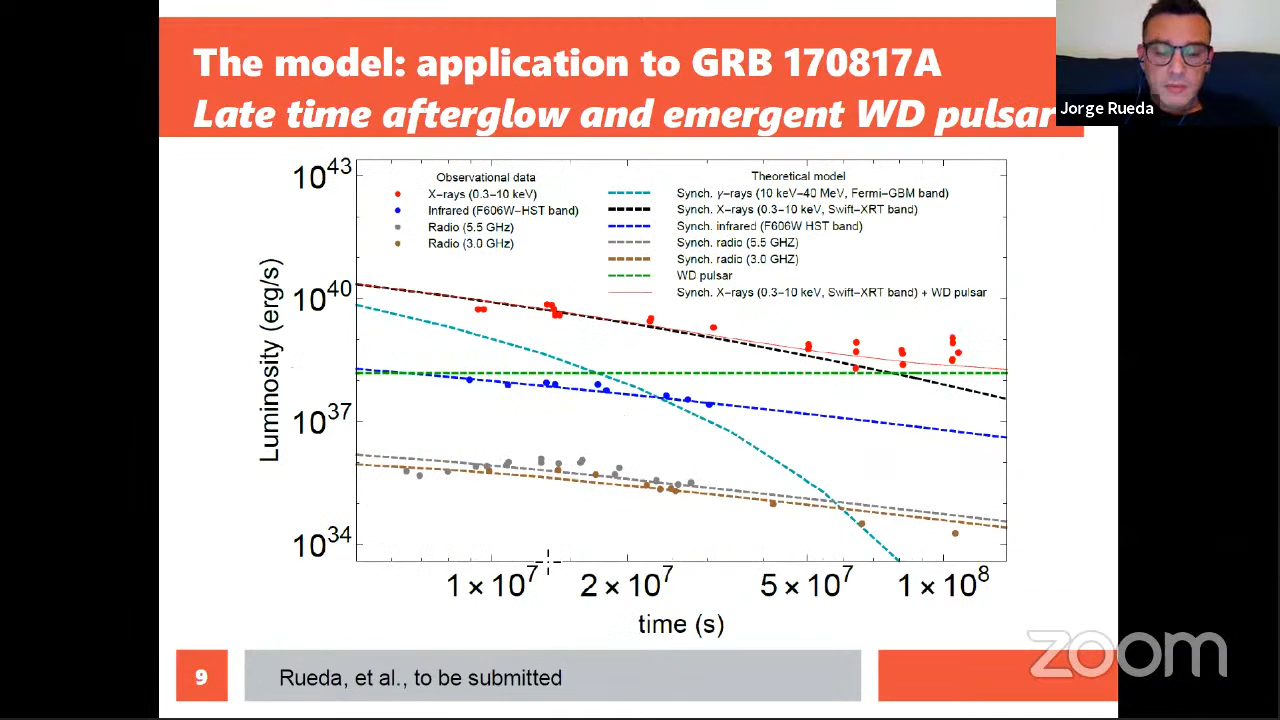 The model: application to GRB 170817A
Late time afterglow and emergent WD pulsar
Jorge Rueda
Observational data
X-rays (0.3-10 keV)
Infrared (F606W-HST band)
Radio (5.5 GHz)
Radio (3.0 GHz)
Theoretical model
Synch. γ-rays (10 keV-40 MeV, Fermi-GBM band)
Synch. X-rays (0.3-10 keV, Swift-XRT band)
Synch. infrared (F606W HST band)
Synch. radio (5.5 GHZ)
Synch. radio (3.0 GHZ)
WD pulsar
Synch. X-rays (0.3-10 keV, Swift-XRT band) + WD pulsar
Luminosity (erg/s)
10^43
10^40
10^37
10^34
1×10^7 2×10^7 5×10^7 1×10^8
time (s)
zoom
9 Rueda, et al., to be submitted